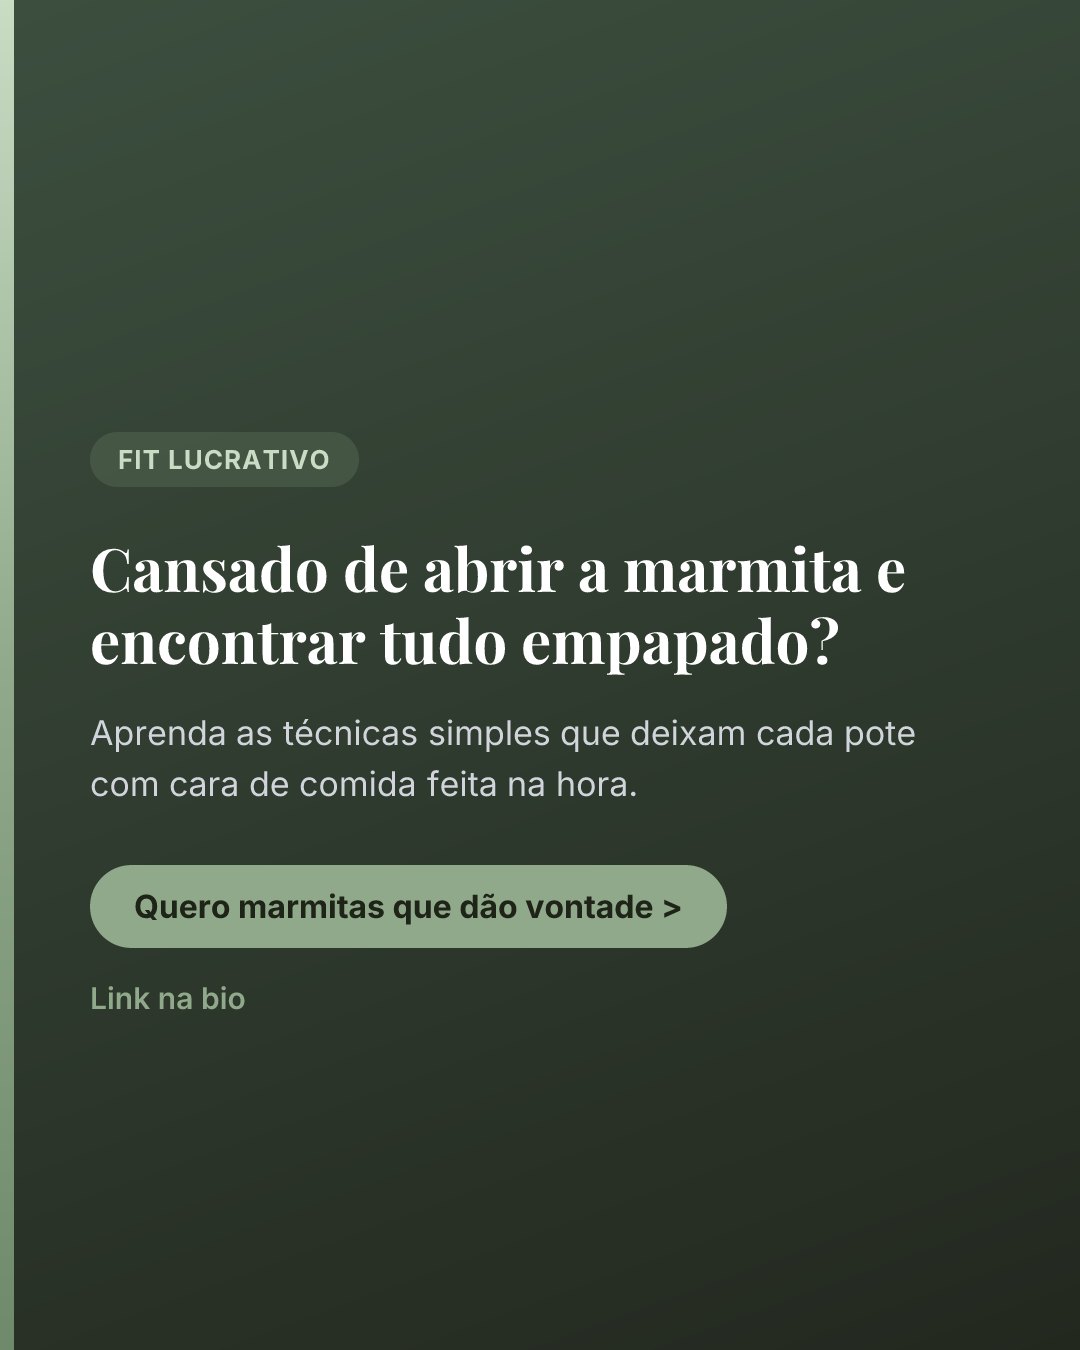 FIT LUCRATIVO
Cansado de abrir a marmita e
encontrar tudo empapado?
Aprenda as técnicas simples que deixam cada pote
com cara de comida feita na hora.
Quero marmitas que dão vontade >
Link na bio